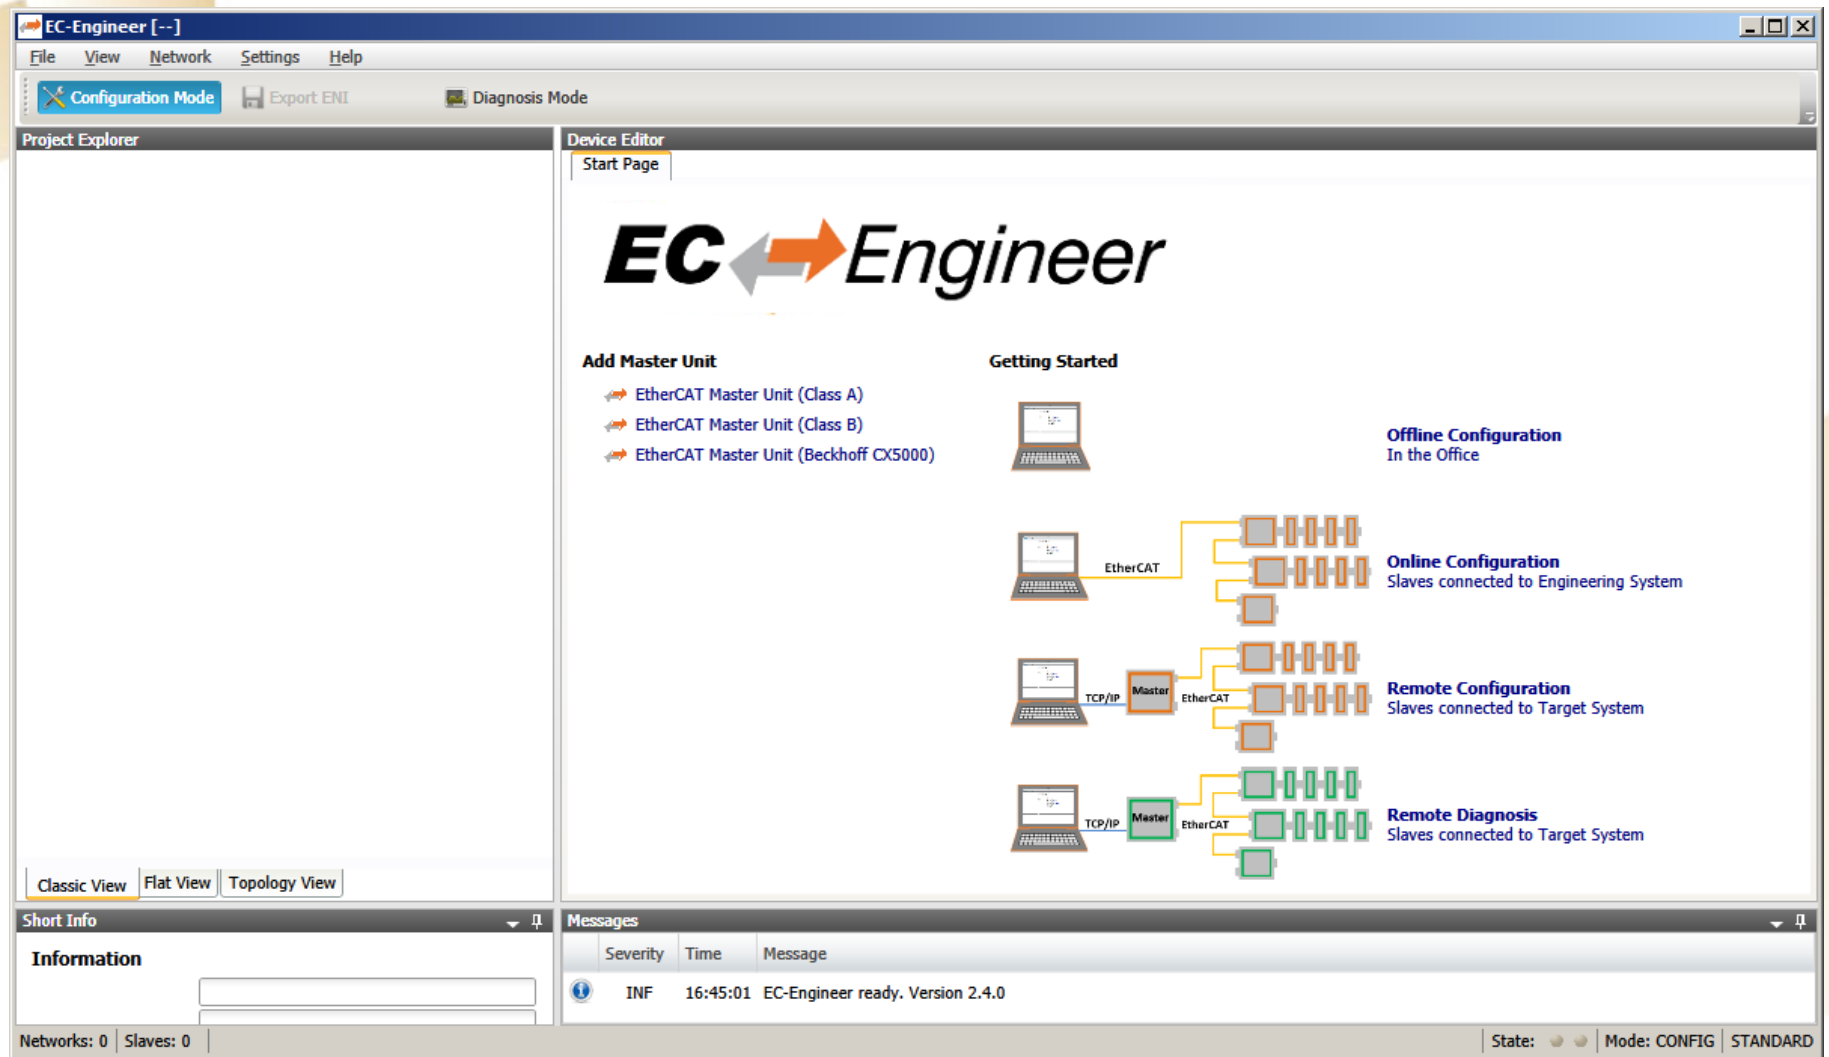 EC-Engineer [--]
File View Network Settings Help
Configuration Mode Export ENI Diagnosis Mode
Project Explorer
Device Editor
Start Page
EC Engineer
Add Master Unit
EtherCAT Master Unit (Class A)
EtherCAT Master Unit (Class B)
EtherCAT Master Unit (Beckhoff CX5000)
Getting Started
Offline Configuration
In the Office
EtherCAT
Online Configuration
Slaves connected to Engineering System
TCP/IP Master EtherCAT
Remote Configuration
Slaves connected to Target System
TCP/IP Master EtherCAT
Remote Diagnosis
Slaves connected to Target System
Classic View Flat View Topology View
Short Info
Information
Messages
Severity Time Message
INF 16:45:01 EC-Engineer ready. Version 2.4.0
Networks: 0 Slaves: 0 State: Mode: CONFIG STANDARD